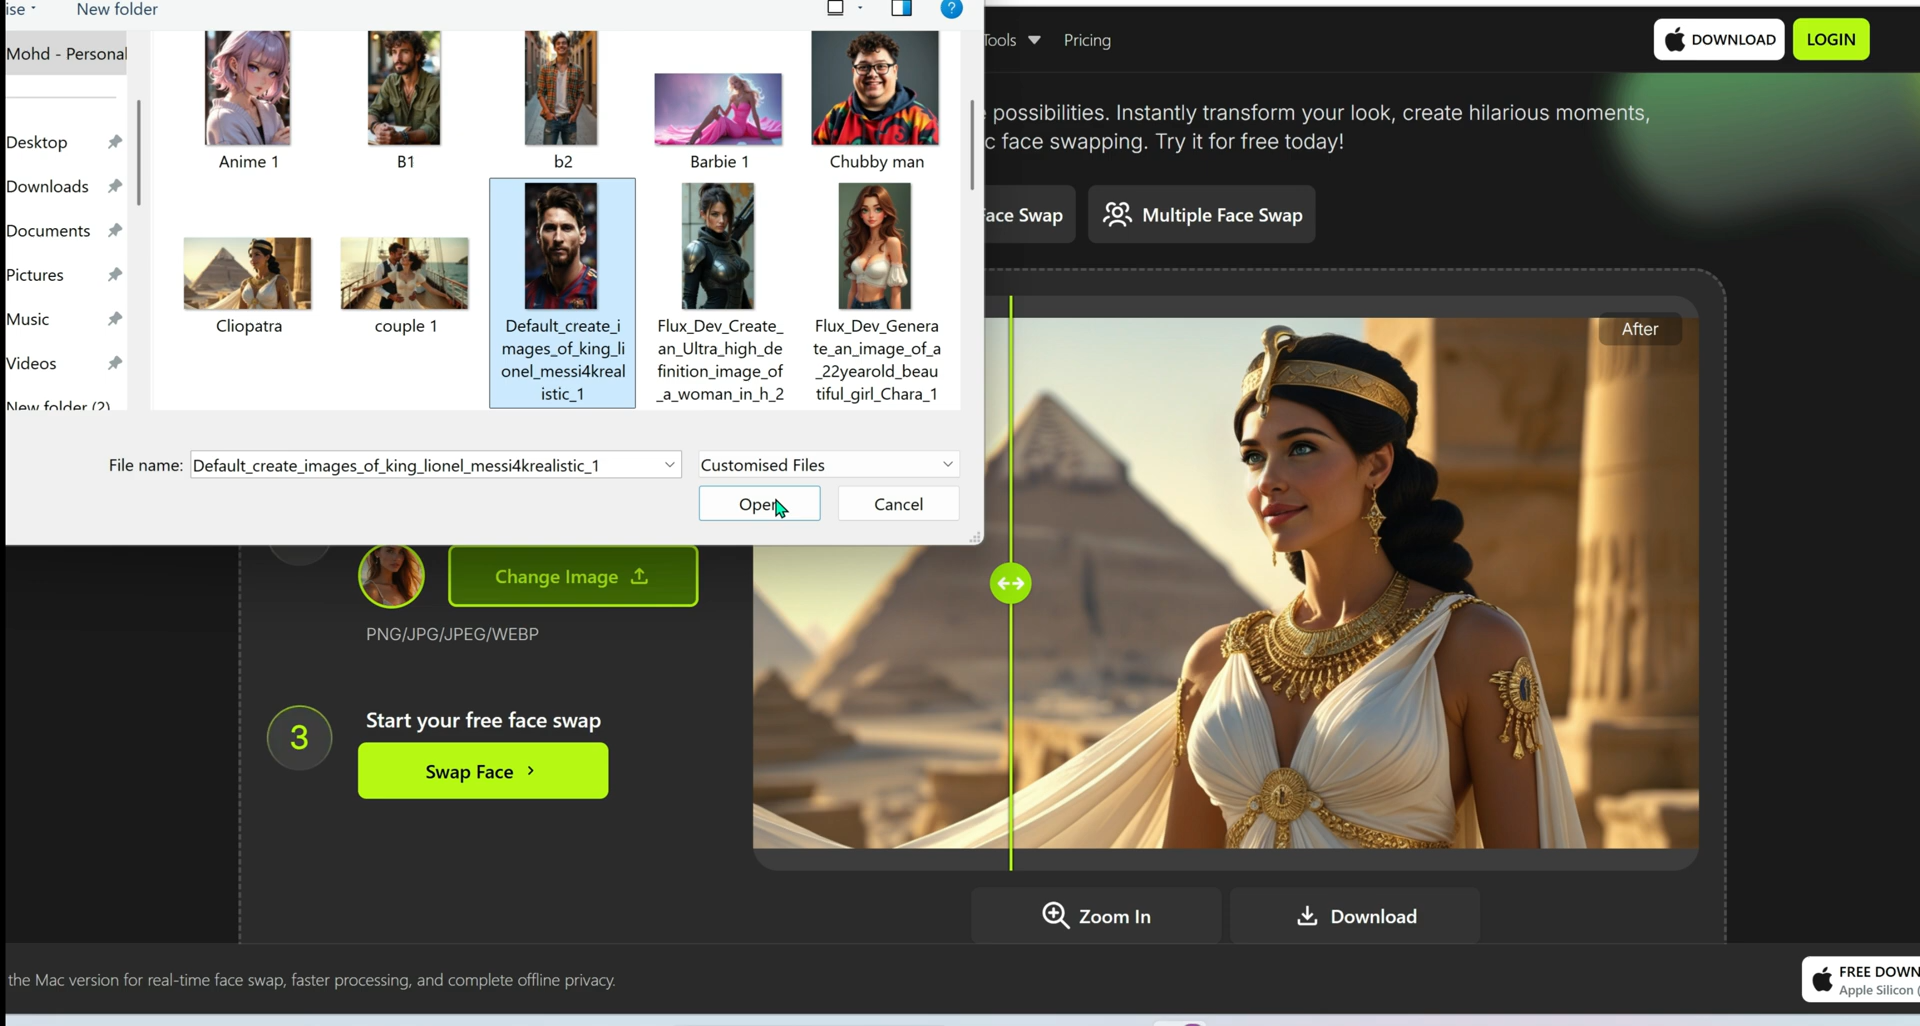 ise
New folder
?
Mohd - Personal
Desktop
Downloads
Documents
Pictures
Music
Videos
New folder (2)
Anime 1
B1
b2
Barbie 1
Chubby man
Cliopatra
couple 1
Default_create_i
mages_of_king_li
onel_messi4kreal
istic_1
Flux_Dev_Create_
an_Ultra_high_de
finition_image_of
_a_woman_in_h_2
Flux_Dev_Genera
te_an_image_of_a
_22yearold_beau
tiful_girl_Chara_1
File name:
Default_create_images_of_king_lionel_messi4krealistic_1
Customised Files
Open
Cancel
Tools
Pricing
DOWNLOAD
LOGIN
possibilities. Instantly transform your look, create hilarious moments,
c face swapping. Try it for free today!
Face Swap
Multiple Face Swap
After
Change Image
PNG/JPG/JPEG/WEBP
3
Start your free face swap
Swap Face
Zoom In
Download
the Mac version for real-time face swap, faster processing, and complete offline privacy.
FREE DOWN
Apple Silicon (